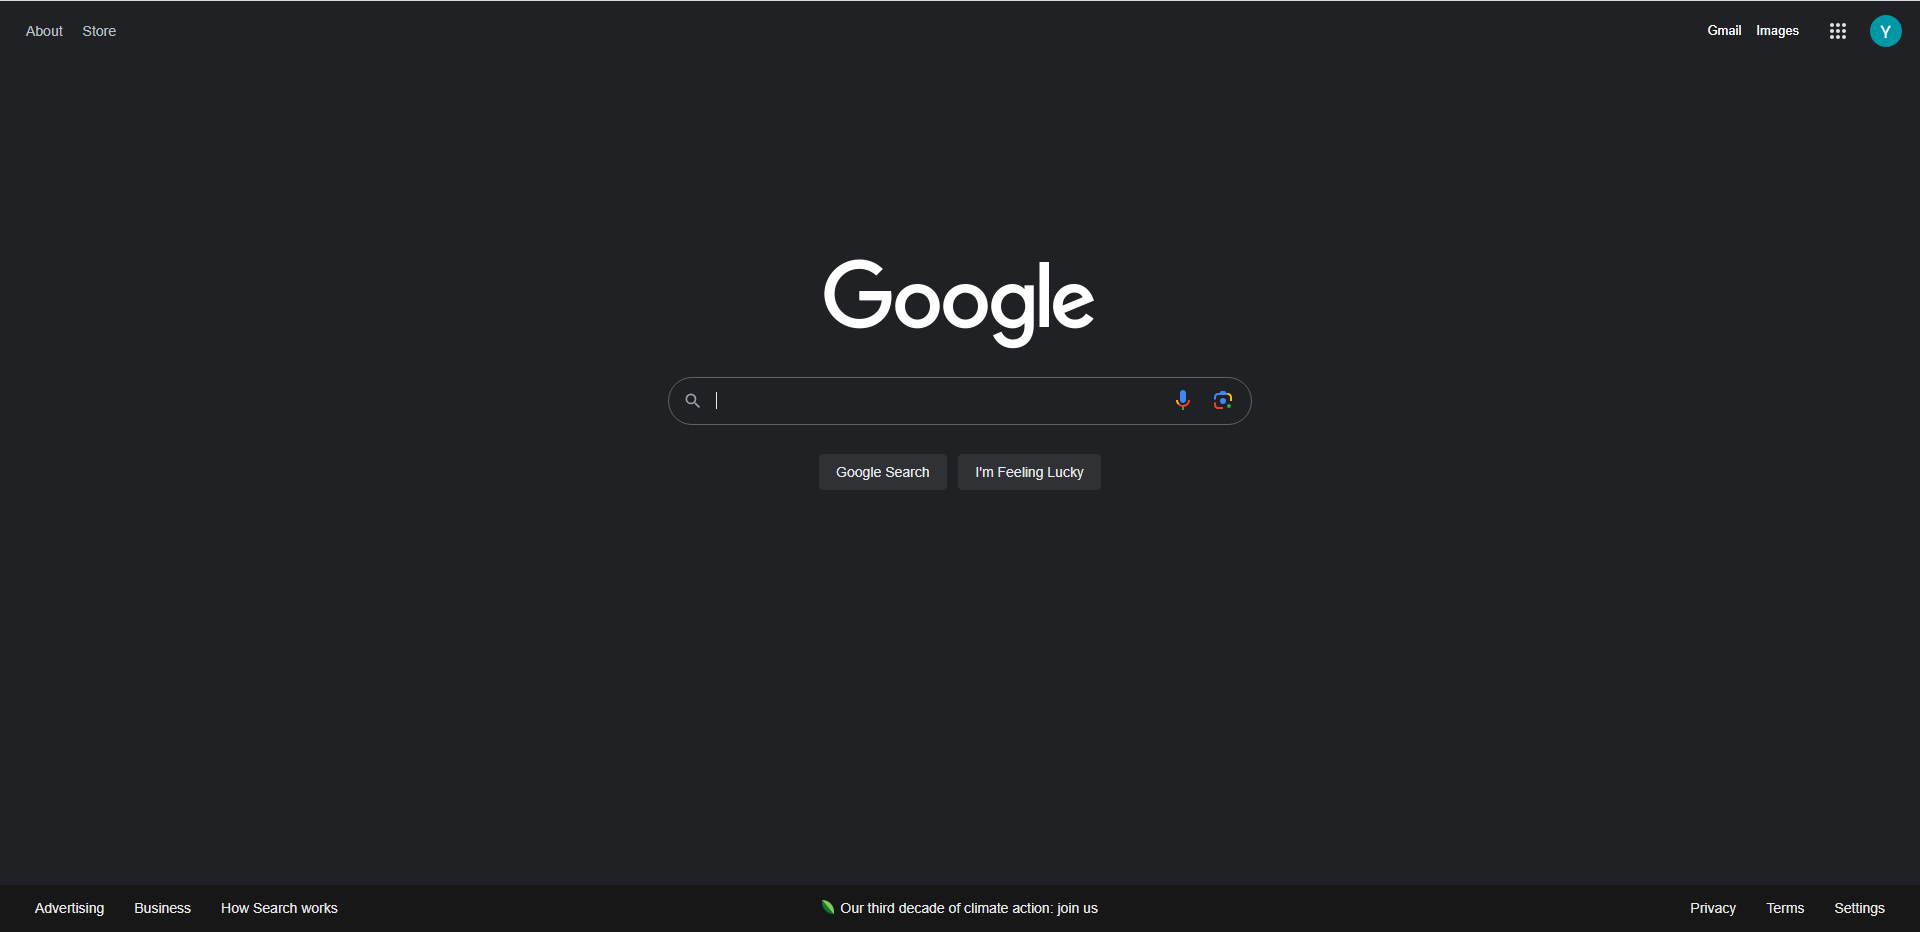 About Store
Gmail Images
Y
Google
Google Search I'm Feeling Lucky
Advertising Business How Search works
Our third decade of climate action: join us
Privacy Terms Settings